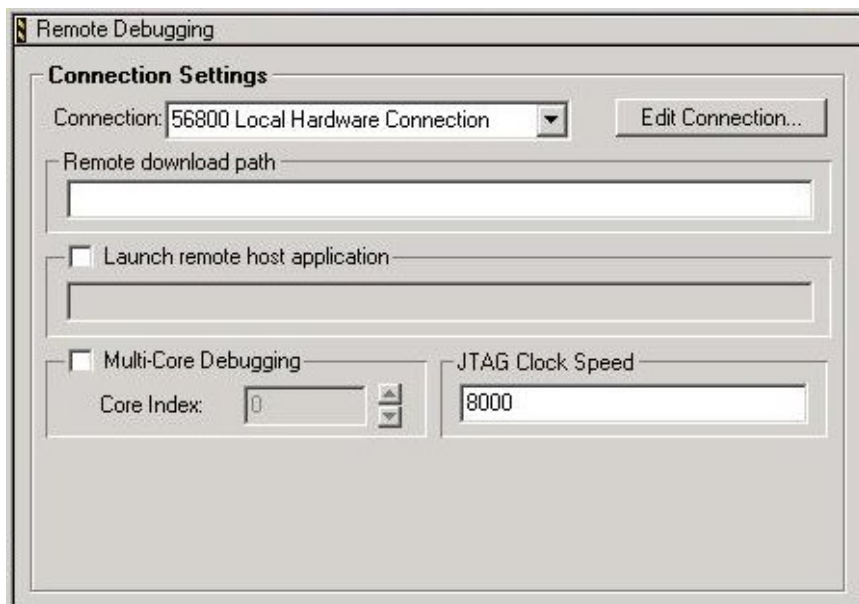 Remote Debugging
Connection Settings
Connection: 56800 Local Hardware Connection Edit Connection...
Remote download path
Launch remote host application
Multi-Core Debugging
Core Index: 0
JTAG Clock Speed
8000